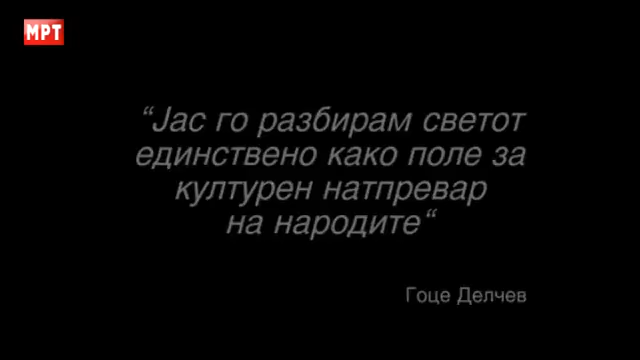 МРТ
“Јас го разбирам светот
единствено како поле за
културен натпревар
на народите“
Гоце Делчев